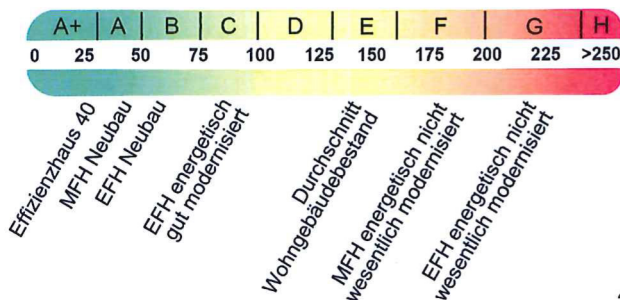 A+ A B C D E F G H
0 25 50 75 100 125 150 175 200 225 >250
Effizienzhaus 40
MFH Neubau
EFH Neubau
EFH energetisch
gut modernisiert
Durchschnitt
Wohngebäudebestand
MFH energetisch nicht
wesentlich modernisiert
EFH energetisch nicht
wesentlich modernisiert